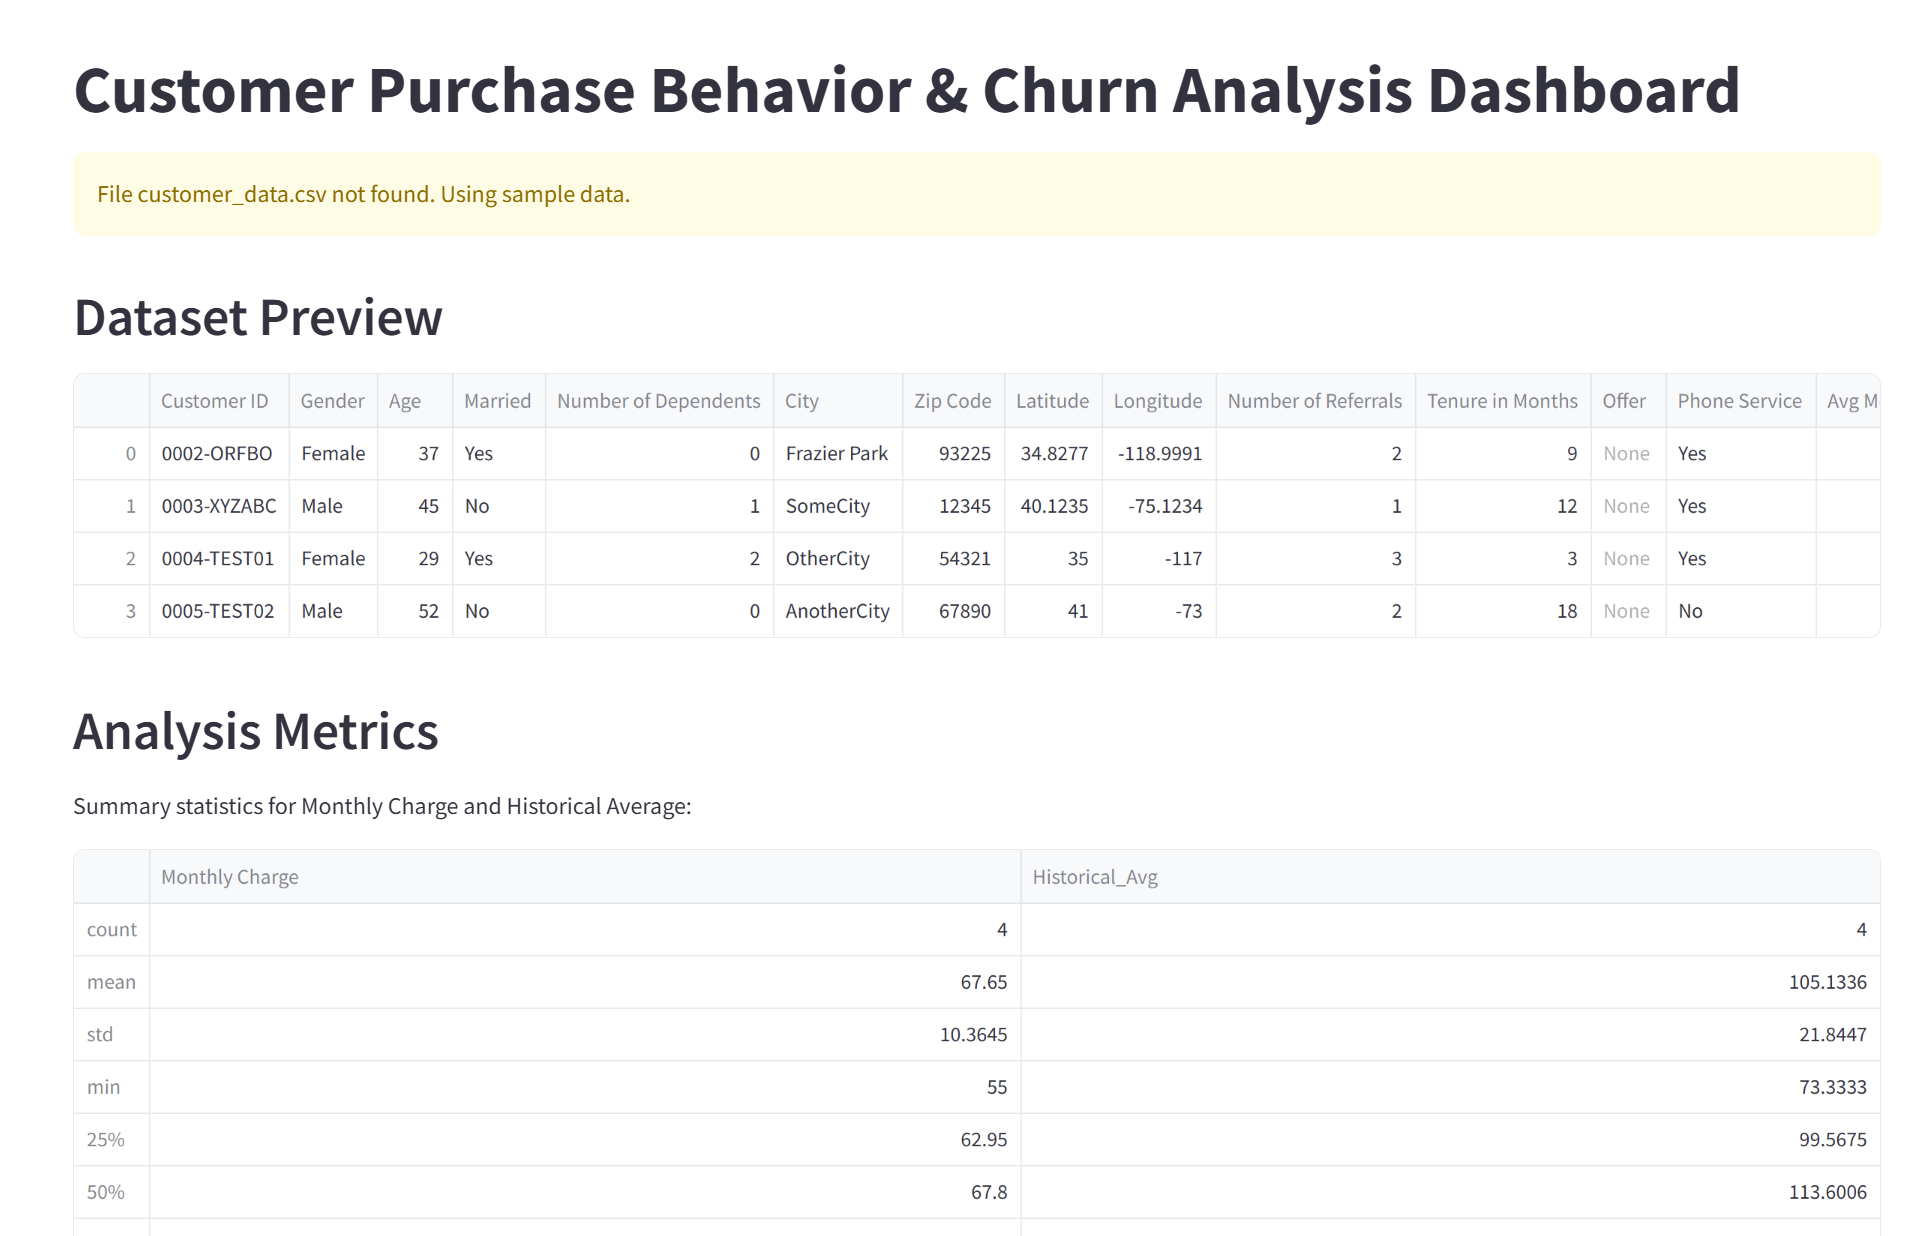 Customer Purchase Behavior & Churn Analysis Dashboard
File customer_data.csv not found. Using sample data.
Dataset Preview
Customer ID Gender Age Married Number of Dependents City Zip Code Latitude Longitude Number of Referrals Tenure in Months Offer Phone Service Avg M
0 0002-ORFBO Female 37 Yes 0 Frazier Park 93225 34.8277 -118.9991 2 9 None Yes
1 0003-XYZABC Male 45 No 1 SomeCity 12345 40.1235 -75.1234 1 12 None Yes
2 0004-TEST01 Female 29 Yes 2 OtherCity 54321 35 -117 3 3 None Yes
3 0005-TEST02 Male 52 No 0 AnotherCity 67890 41 -73 2 18 None No
Analysis Metrics
Summary statistics for Monthly Charge and Historical Average:
Monthly Charge Historical_Avg
count 4 4
mean 67.65 105.1336
std 10.3645 21.8447
min 55 73.3333
25% 62.95 99.5675
50% 67.8 113.6006